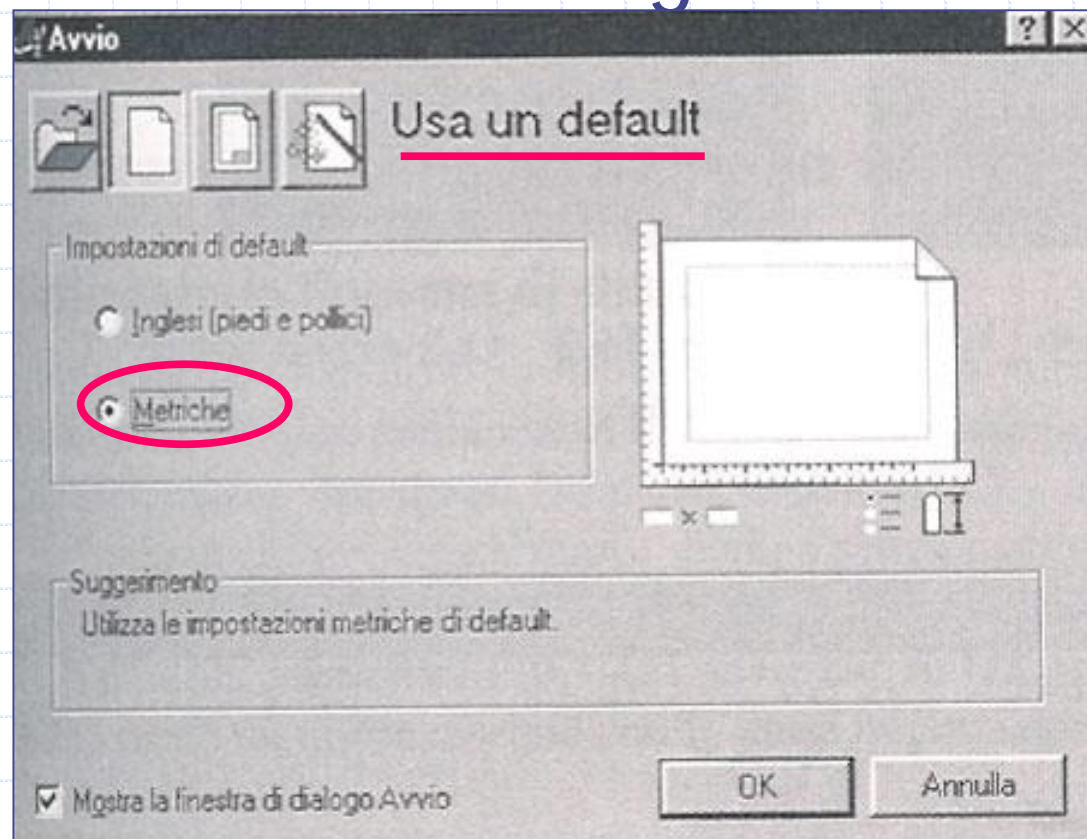 Avvio
Usa un default
Impostazioni di default
Inglesi (piedi e pollici)
Metriche
Suggerimento
Utilizza le impostazioni metriche di default.
Mostra la finestra di dialogo Avvio
OK
Annulla